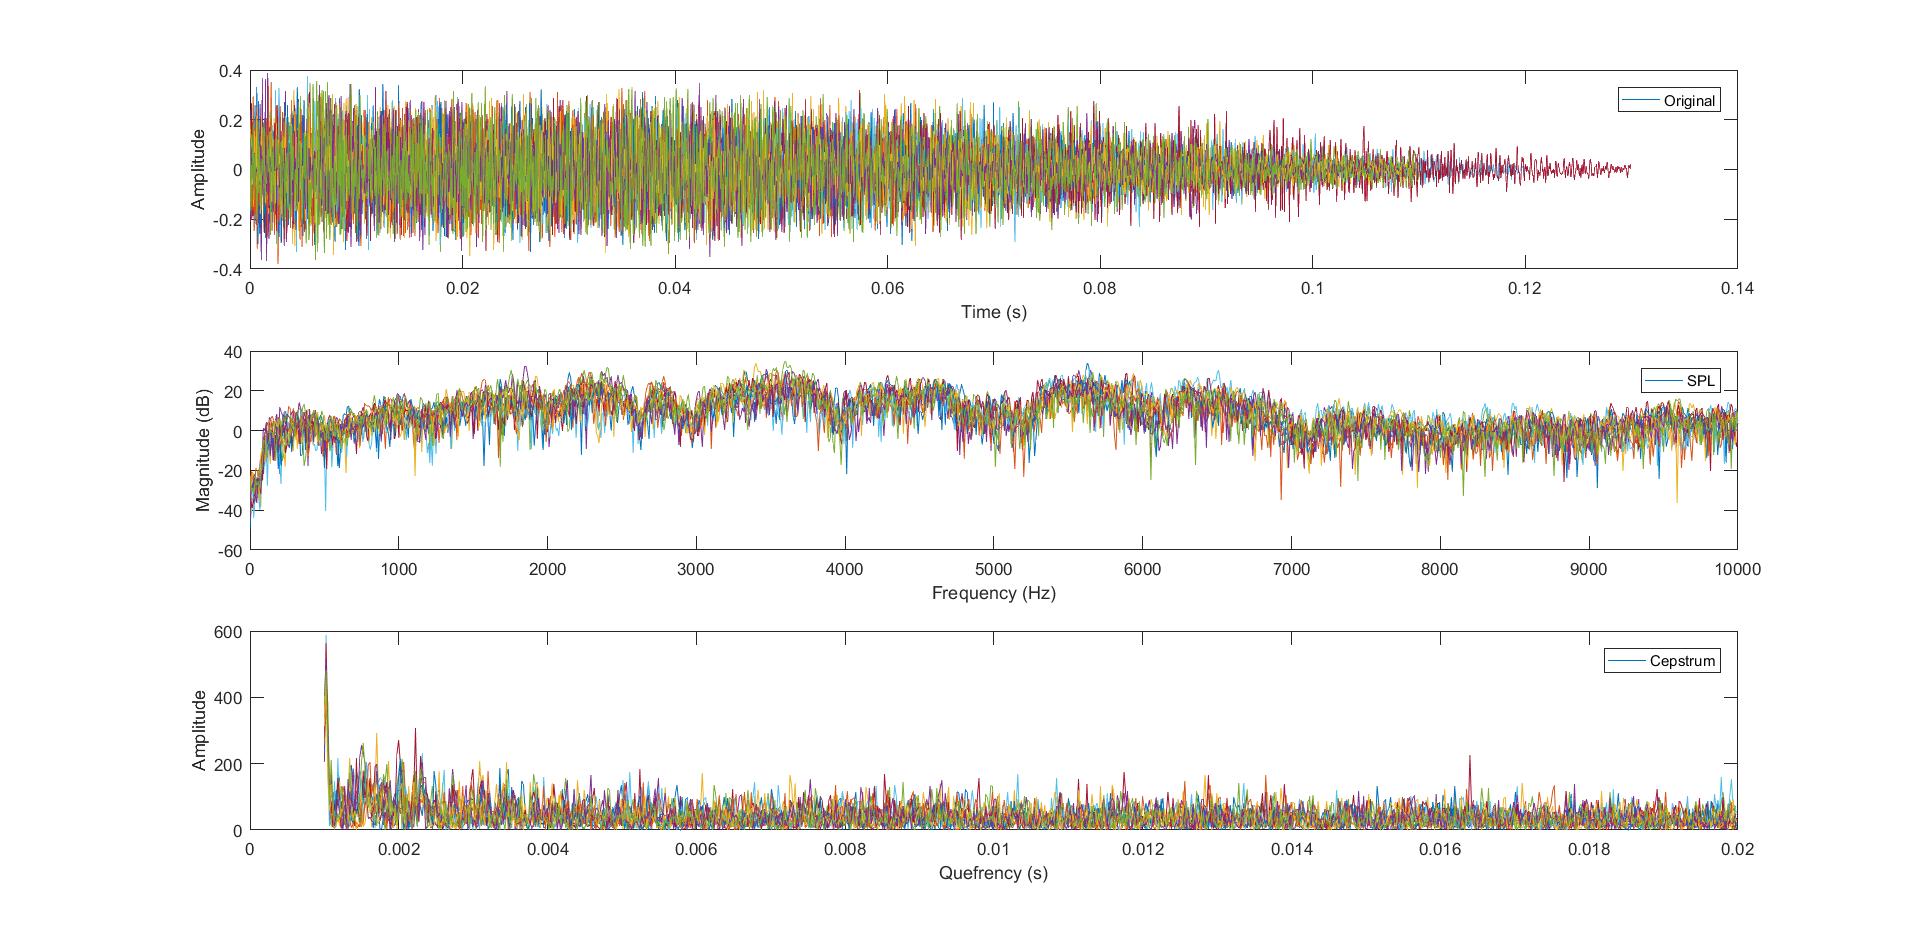 0.4
0.2
0
-0.2
-0.4
Amplitude
Original
0 0.02 0.04 0.06 0.08 0.1 0.12 0.14
Time (s)
40
20
0
-20
-40
-60
Magnitude (dB)
SPL
0 1000 2000 3000 4000 5000 6000 7000 8000 9000 10000
Frequency (Hz)
600
400
200
0
Amplitude
Cepstrum
0 0.002 0.004 0.006 0.008 0.01 0.012 0.014 0.016 0.018 0.02
Quefrency (s)